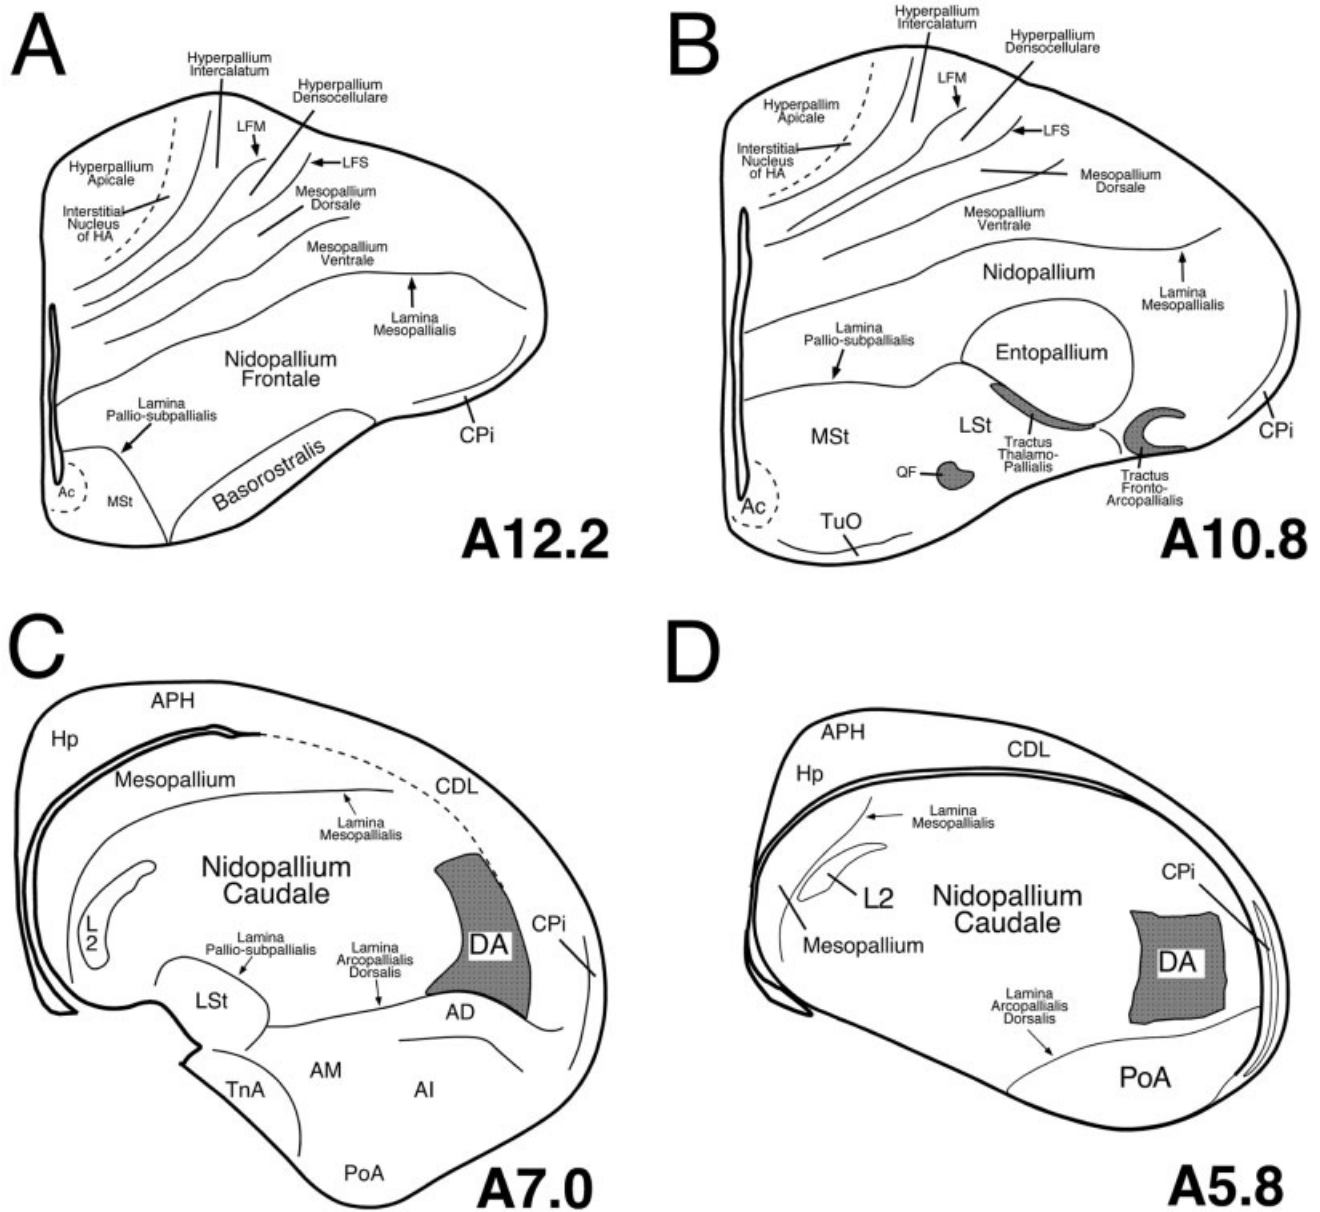 A
Hyperpallium
Intercalatum
Hyperpallium
Densocellulare
LFM
LFS
Hyperpallium
Apicale
Mesopallium
Dorsale
Interstitial
Nucleus
of HA
Mesopallium
Ventrale
Lamina
Mesopallialis
Nidopallium
Frontale
Lamina
Pallio-subpallialis
CPi
Basorostralis
Ac
MSt
A12.2
B
Hyperpallium
Intercalatum
Hyperpallium
Densocellulare
LFM
Hyperpallim
Apicale
LFS
Interstitial
Nucleus
of HA
Mesopallium
Dorsale
Mesopallium
Ventrale
Nidopallium
Lamina
Mesopallialis
Lamina
Pallio-subpallialis
Entopallium
MSt
LSt
CPi
Tractus
Thalamo-
Pallialis
QF
Tractus
Fronto-
Arcopallialis
Ac
TuO
A10.8
C
APH
Hp
Mesopallium
CDL
Lamina
Mesopallialis
Nidopallium
Caudale
L
2
CPi
DA
Lamina
Pallio-subpallialis
Lamina
Arcopallialis
Dorsalis
LSt
AD
AM
AI
TnA
PoA
A7.0
D
APH
CDL
Hp
Lamina
Mesopallialis
CPi
L2
Nidopallium
Caudale
Mesopallium
DA
Lamina
Arcopallialis
Dorsalis
PoA
A5.8